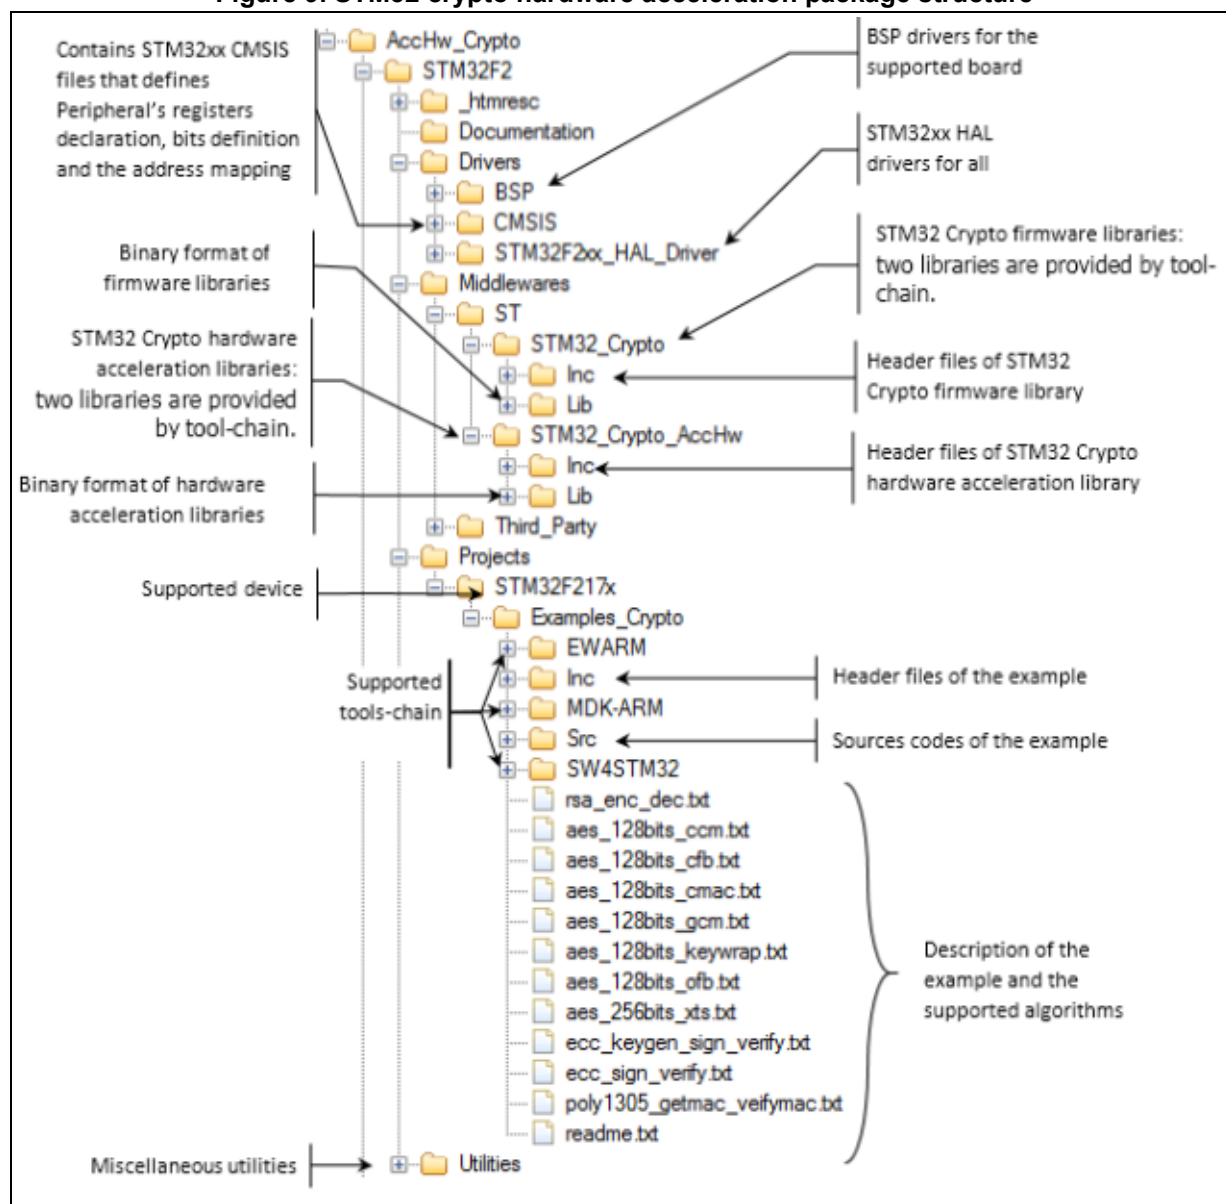 Figure 9. STM32 crypto hardware acceleration package structure
Contains STM32xx CMSIS
files that defines
Peripheral's registers
declaration, bits definition
and the address mapping
Binary format of
firmware libraries
STM32 Crypto hardware
acceleration libraries:
two libraries are provided
by tool-chain.
Binary format of hardware
acceleration libraries
Supported device
Supported
tools-chain
Miscellaneous utilities
AccHw_Crypto
STM32F2
_htmresc
Documentation
Drivers
BSP
CMSIS
STM32F2xx_HAL_Driver
Middlewares
ST
STM32_Crypto
Inc
Lib
STM32_Crypto_AccHw
Inc
Lib
Third_Party
Projects
STM32F217x
Examples_Crypto
EWARM
Inc
MDK-ARM
Src
SW4STM32
rsa_enc_dec.txt
aes_128bits_ccm.txt
aes_128bits_cfb.txt
aes_128bits_cmac.txt
aes_128bits_gcm.txt
aes_128bits_keywrap.txt
aes_128bits_ofb.txt
aes_256bits_xts.txt
ecc_keygen_sign_verify.txt
ecc_sign_verify.txt
poly1305_getmac_veifymac.txt
readme.txt
Utilities
BSP drivers for the
supported board
STM32xx HAL
drivers for all
STM32 Crypto firmware libraries:
two libraries are provided by tool-
chain.
Header files of STM32
Crypto firmware library
Header files of STM32 Crypto
hardware acceleration library
Header files of the example
Sources codes of the example
Description of the
example and the
supported algorithms